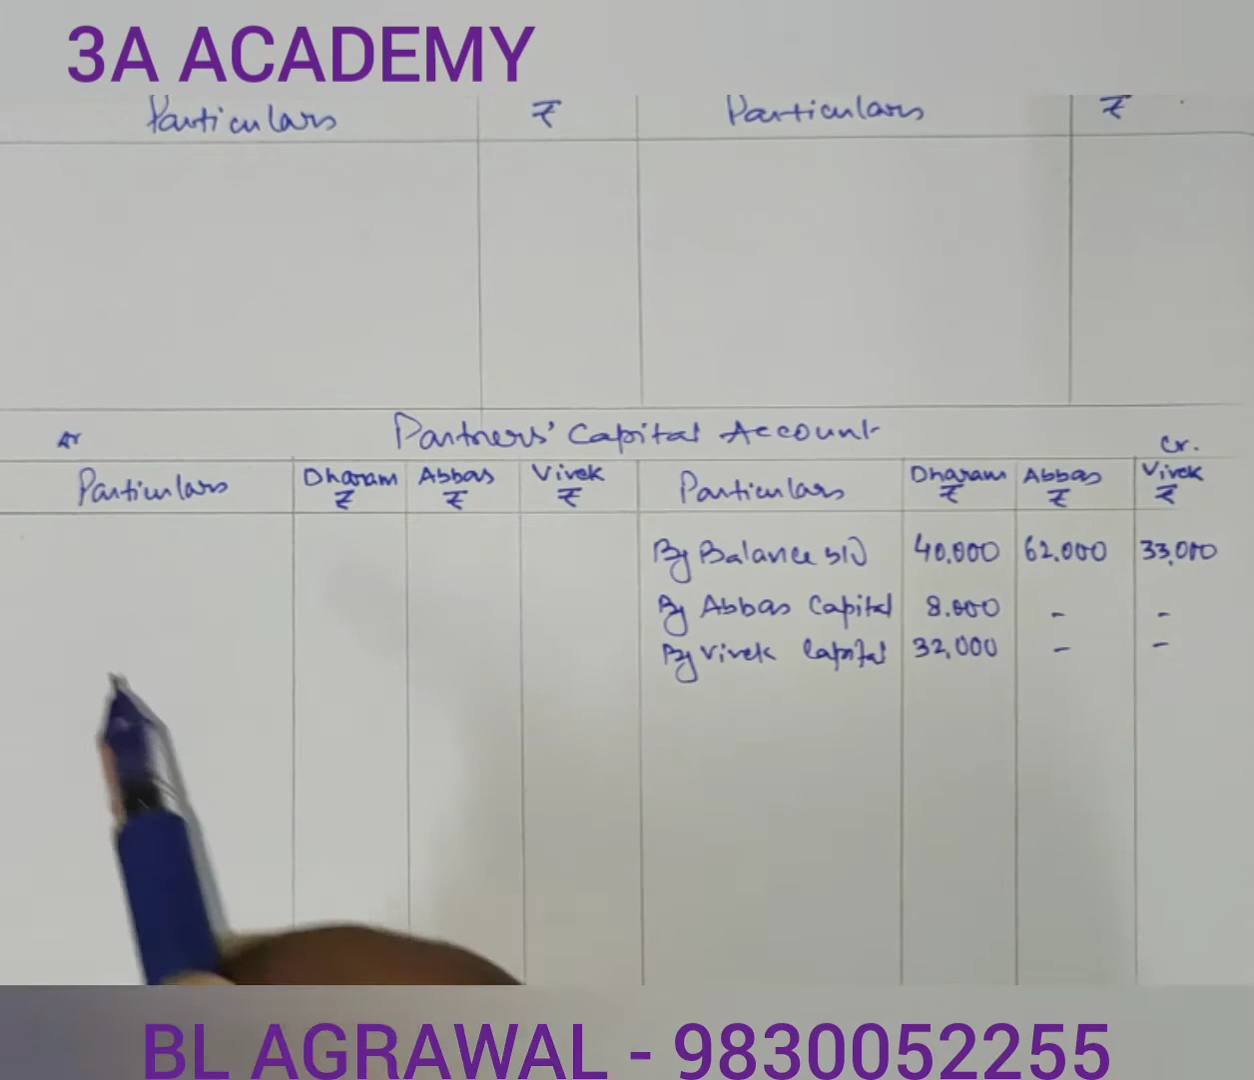 3A ACADEMY
Particulars ₹ Particulars ₹
Partners' Capital Account
Dr Cr.
Particulars Dharam ₹ Abbas ₹ Vivek ₹ Particulars Dharam ₹ Abbas ₹ Vivek ₹
By Balance b/d 40,000 62,000 33,000
By Abbas Capital 8.000 - -
By Vivek Capital 32,000 - -
BL AGRAWAL - 9830052255